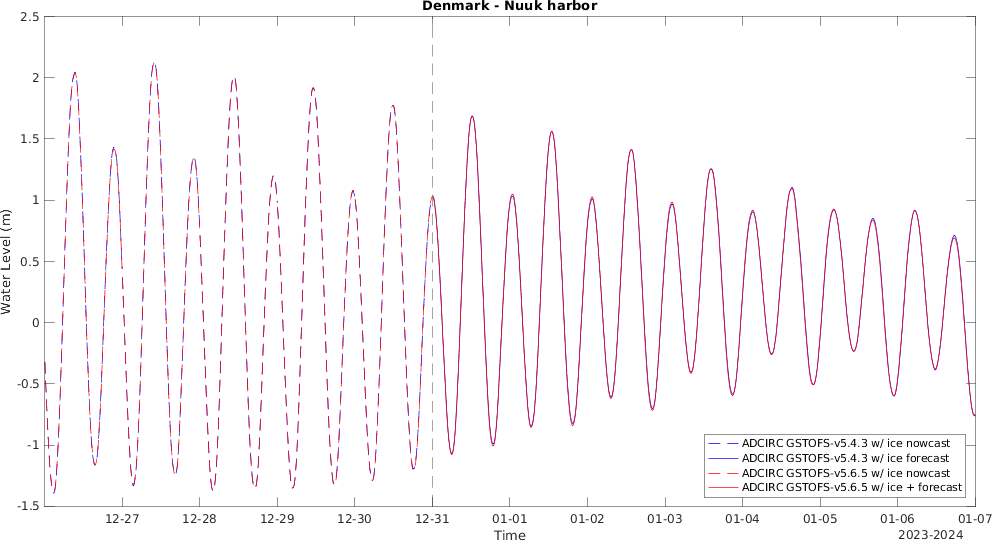 Denmark - Nuuk harbor
2.5
2
1.5
1
0.5
0
-0.5
-1
-1.5
Water Level (m)
12-27 12-28 12-29 12-30 12-31 01-01 01-02 01-03 01-04 01-05 01-06 01-07
Time
2023-2024
ADCIRC GSTOFS-v5.4.3 w/ ice nowcast
ADCIRC GSTOFS-v5.4.3 w/ ice forecast
ADCIRC GSTOFS-v5.6.5 w/ ice nowcast
ADCIRC GSTOFS-v5.6.5 w/ ice + forecast